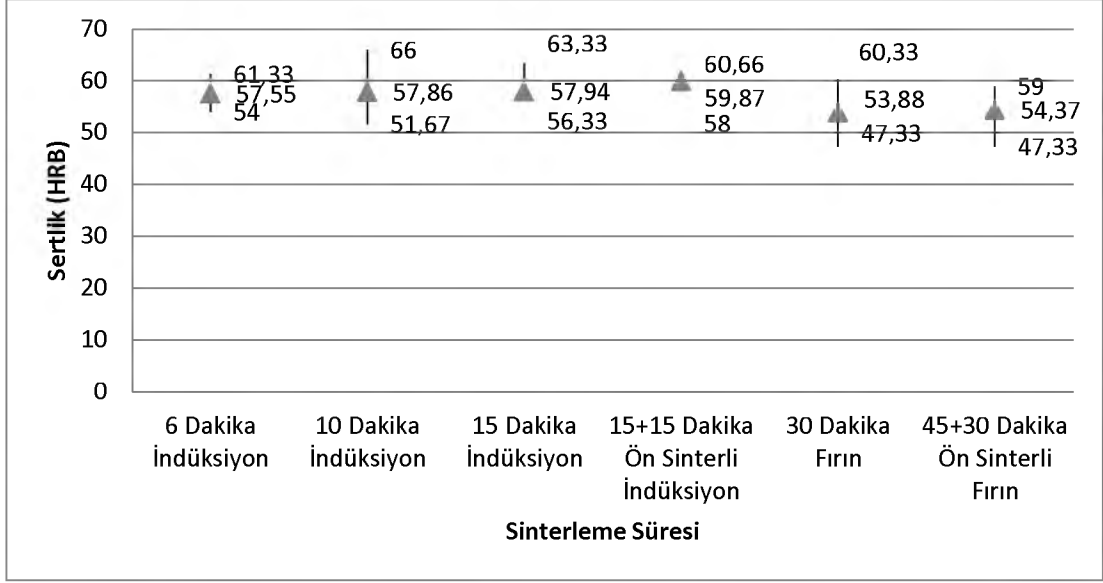 70
60
50
40
30
20
10
0
Sertlik (HRB)
61,33
57,55
54
66
57,86
51,67
63,33
57,94
56,33
60,66
59,87
58
60,33
53,88
47,33
59
54,37
47,33
6 Dakika
İndüksiyon
10 Dakika
İndüksiyon
15 Dakika
İndüksiyon
15+15 Dakika
Ön Sinterli
İndüksiyon
30 Dakika
Fırın
45+30 Dakika
Ön Sinterli
Fırın
Sinterleme Süresi